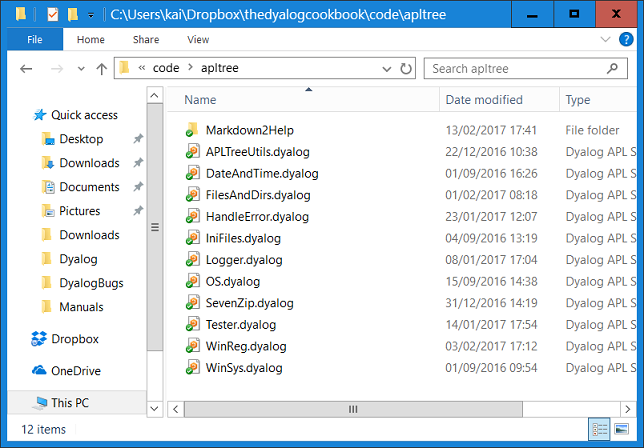 C:\Users\kai\Dropbox\thedyalogcookbook\code\apltree
File Home Share View
« code > apltree Search apltree
Name Date modified Type
Quick access
Desktop
Downloads
Documents
Pictures
Downloads
Dyalog
DyalogBugs
Manuals
Dropbox
OneDrive
This PC
Markdown2Help 13/02/2017 17:41 File folder
APLTreeUtils.dyalog 22/12/2016 10:38 Dyalog APL S
DateAndTime.dyalog 01/09/2016 16:26 Dyalog APL S
FilesAndDirs.dyalog 01/02/2017 08:18 Dyalog APL S
HandleError.dyalog 23/01/2017 12:07 Dyalog APL S
IniFiles.dyalog 04/09/2016 13:19 Dyalog APL S
Logger.dyalog 08/01/2017 17:04 Dyalog APL S
OS.dyalog 15/09/2016 14:38 Dyalog APL S
SevenZip.dyalog 31/12/2016 14:19 Dyalog APL S
Tester.dyalog 14/01/2017 17:54 Dyalog APL S
WinReg.dyalog 03/02/2017 17:12 Dyalog APL S
WinSys.dyalog 01/09/2016 09:54 Dyalog APL S
12 items